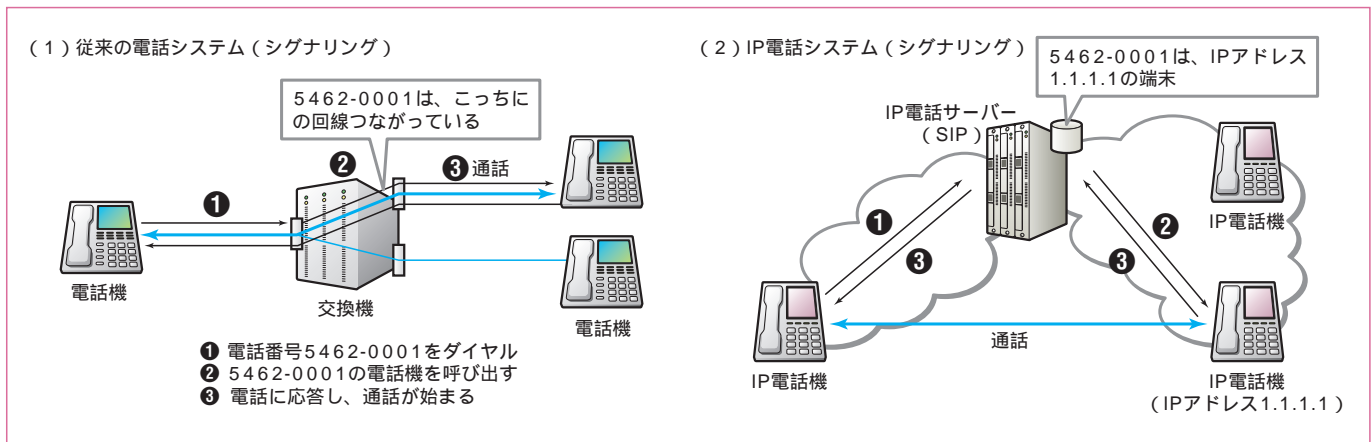 (1)従来の電話システム(シグナリング)
5462-0001は、こっちに
の回線つながっている
❷
❸ 通話
❶
電話機
交換機
電話機
❶ 電話番号5462-0001をダイヤル
❷ 5462-0001の電話機を呼び出す
❸ 電話に応答し、通話が始まる
(2)IP電話システム(シグナリング)
5462-0001は、IPアドレス
1.1.1.1の端末
IP電話サーバー
(SIP)
IP電話機
❶
❸
❷
❸
通話
IP電話機
IP電話機
(IPアドレス1.1.1.1)